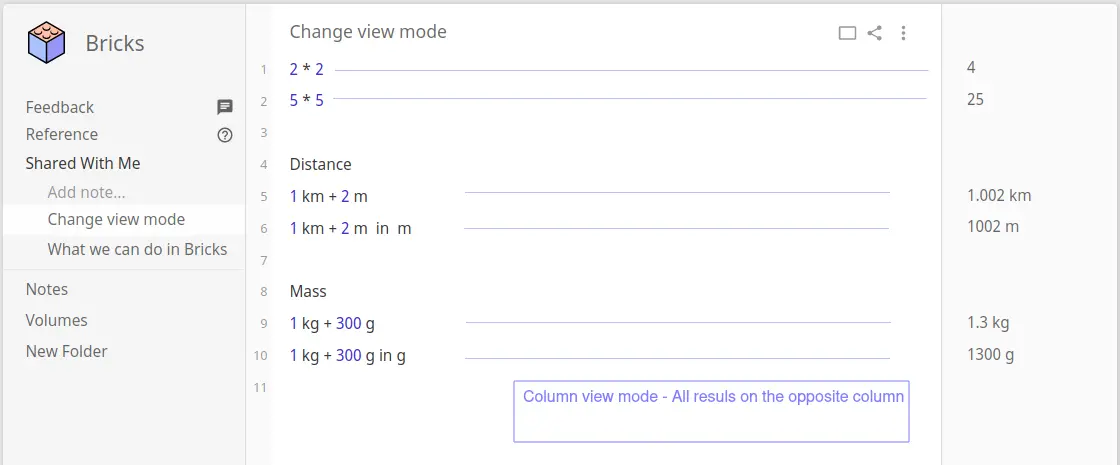 Bricks
Feedback
Reference
Shared With Me
Add note...
Change view mode
What we can do in Bricks
Notes
Volumes
New Folder
Change view mode
1 2 * 2 4
2 5 * 5 25
3
4 Distance
5 1 km + 2 m 1.002 km
6 1 km + 2 m in m 1002 m
7
8 Mass
9 1 kg + 300 g 1.3 kg
10 1 kg + 300 g in g 1300 g
11
Column view mode - All resuls on the opposite column